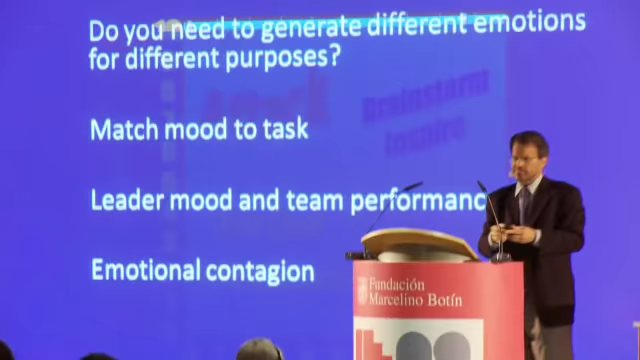 Do you need to generate different emotions
for different purposes?
Brainstorm
Inspire
Match mood to task
Leader mood and team performanc
Emotional contagion
Fundación
Marcelino Botín